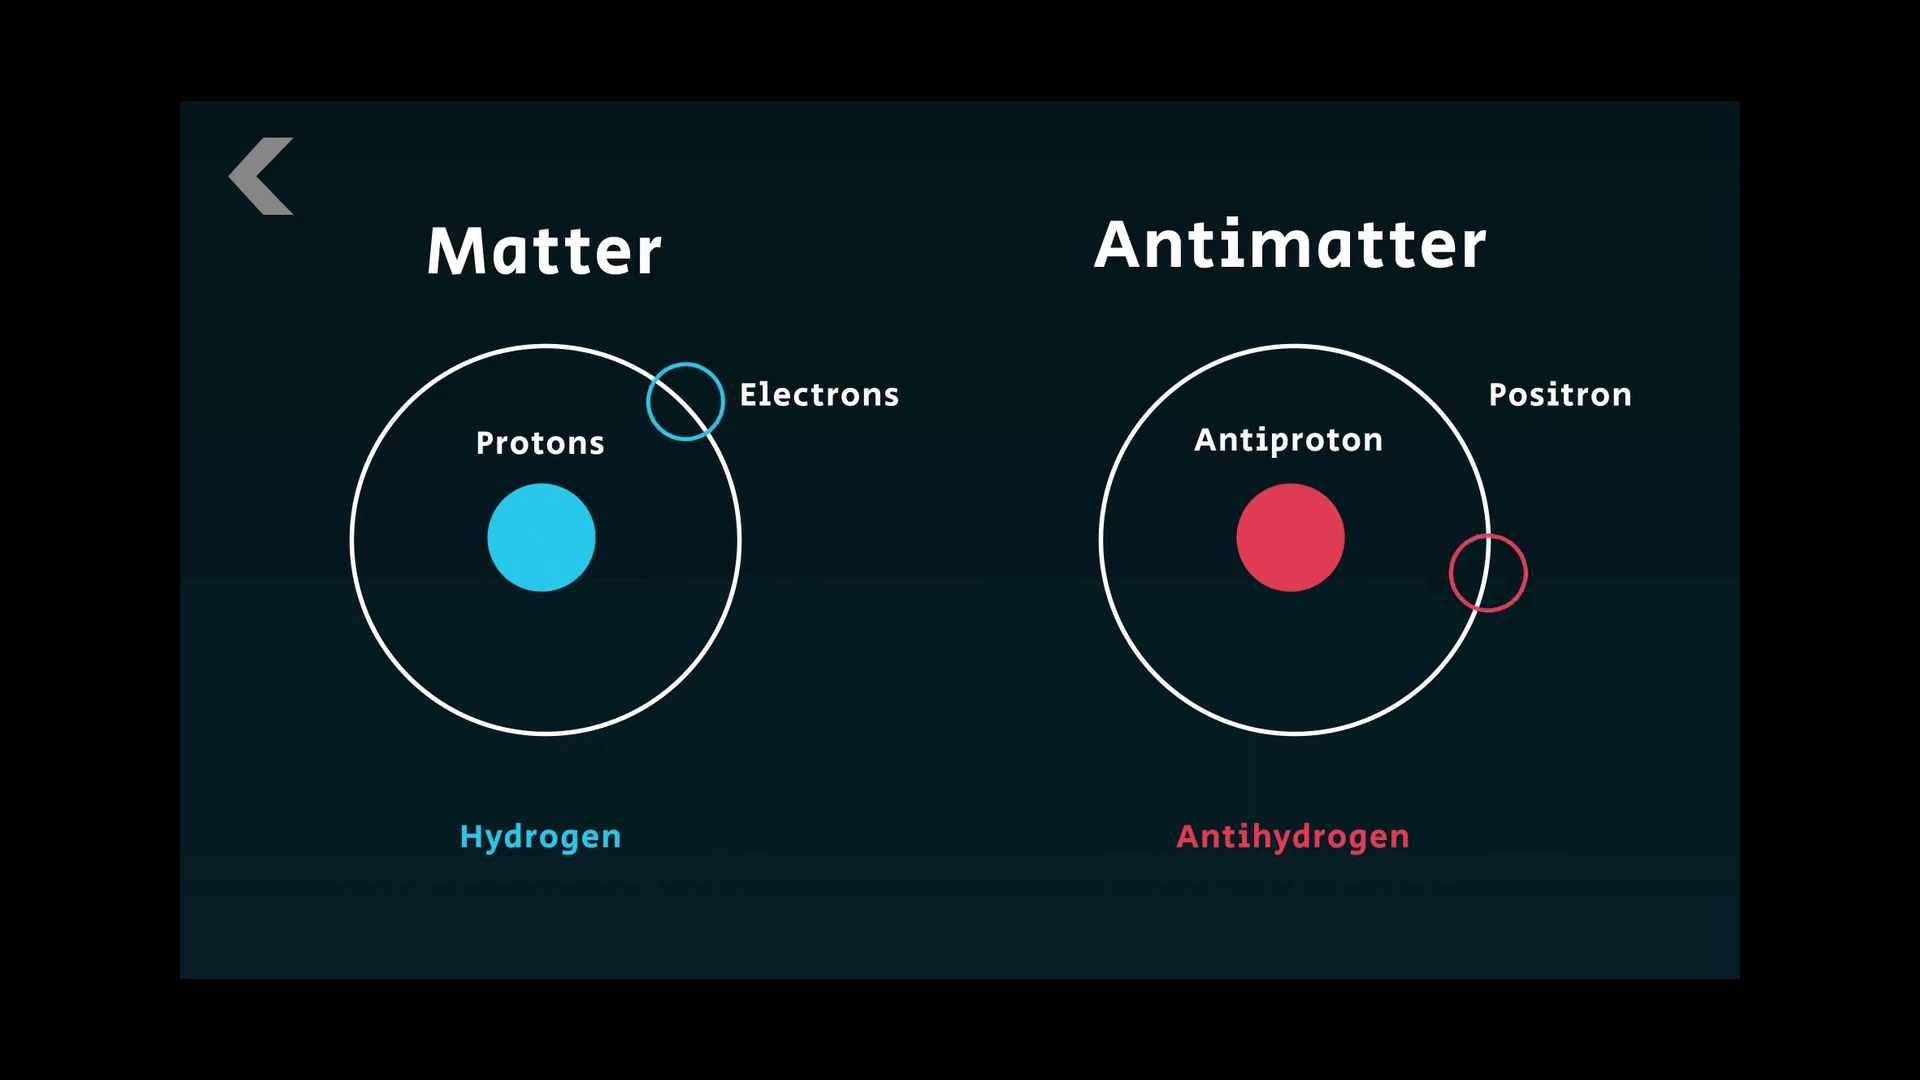 Matter
Antimatter
Electrons
Positron
Protons
Antiproton
Hydrogen
Antihydrogen